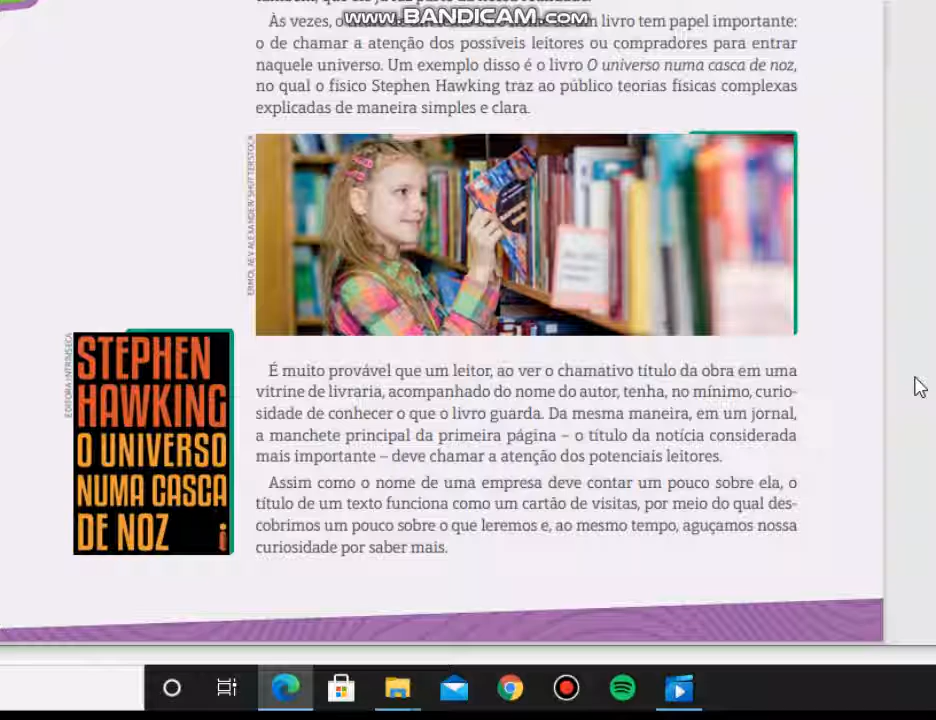 www.BANDICAM.com
Às vezes, o um livro tem papel importante:
o de chamar a atenção dos possíveis leitores ou compradores para entrar
naquele universo. Um exemplo disso é o livro O universo numa casca de noz,
no qual o físico Stephen Hawking traz ao público teorias físicas complexas
explicadas de maneira simples e clara.
ERMOLAEV ALEXANDER/SHUTTERSTOCK
EDITORA INTRÍNSECA
STEPHEN
HAWKING
O UNIVERSO
NUMA CASCA
DE NOZ
i
É muito provável que um leitor, ao ver o chamativo título da obra em uma
vitrine de livraria, acompanhado do nome do autor, tenha, no mínimo, curio-
sidade de conhecer o que o livro guarda. Da mesma maneira, em um jornal,
a manchete principal da primeira página – o título da notícia considerada
mais importante – deve chamar a atenção dos potenciais leitores.
Assim como o nome de uma empresa deve contar um pouco sobre ela, o
título de um texto funciona como um cartão de visitas, por meio do qual des-
cobrimos um pouco sobre o que leremos e, ao mesmo tempo, aguçamos nossa
curiosidade por saber mais.